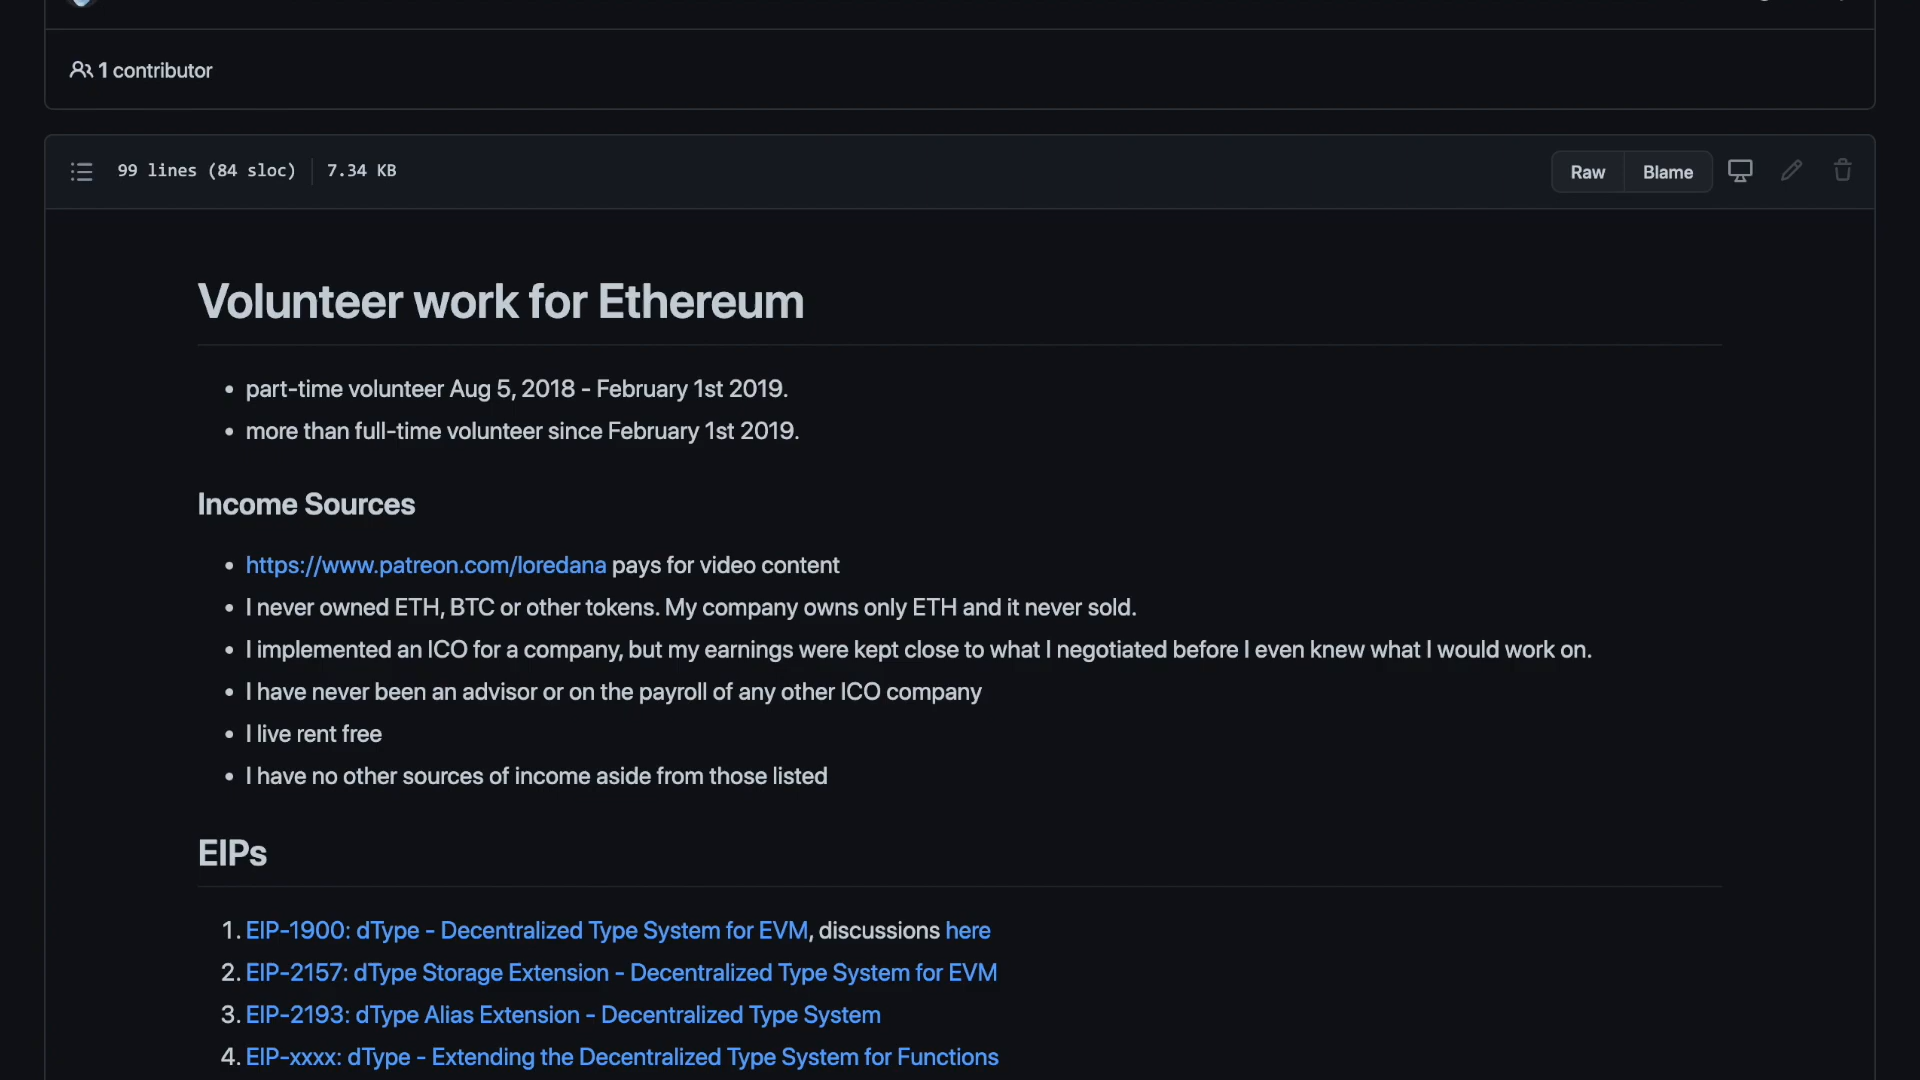 1 contributor
99 lines (84 sloc) 7.34 KB
Raw Blame
Volunteer work for Ethereum
• part-time volunteer Aug 5, 2018 - February 1st 2019.
• more than full-time volunteer since February 1st 2019.
Income Sources
• https://www.patreon.com/loredana pays for video content
• I never owned ETH, BTC or other tokens. My company owns only ETH and it never sold.
• I implemented an ICO for a company, but my earnings were kept close to what I negotiated before I even knew what I would work on.
• I have never been an advisor or on the payroll of any other ICO company
• I live rent free
• I have no other sources of income aside from those listed
EIPs
1. EIP-1900: dType - Decentralized Type System for EVM, discussions here
2. EIP-2157: dType Storage Extension - Decentralized Type System for EVM
3. EIP-2193: dType Alias Extension - Decentralized Type System
4. EIP-xxxx: dType - Extending the Decentralized Type System for Functions